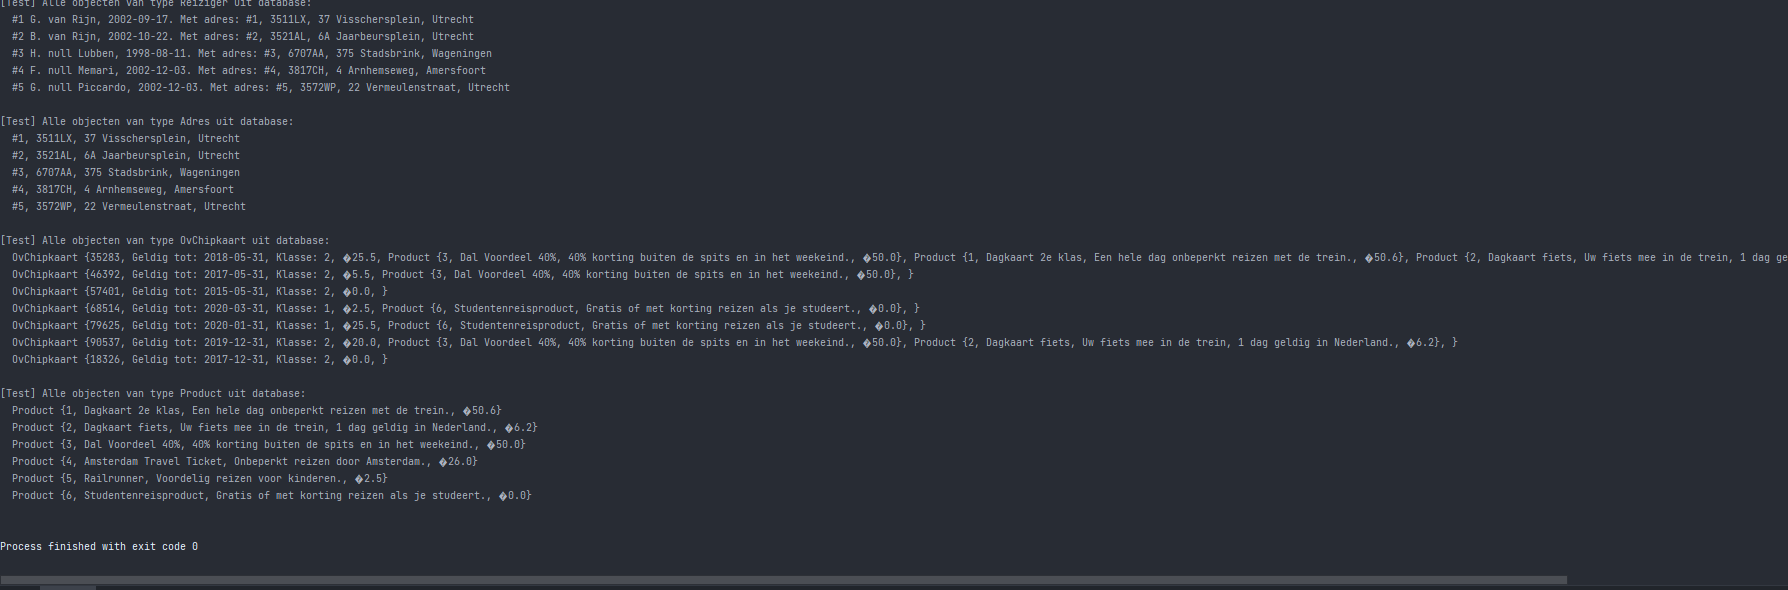 [Test] Alle objecten van type Reiziger uit database:
#1 G. van Rijn, 2002-09-17. Met adres: #1, 3511LX, 37 Visschersplein, Utrecht
#2 B. van Rijn, 2002-10-22. Met adres: #2, 3521AL, 6A Jaarbeursplein, Utrecht
#3 H. null Lubben, 1998-08-11. Met adres: #3, 6707AA, 375 Stadsbrink, Wageningen
#4 F. null Memari, 2002-12-03. Met adres: #4, 3817CH, 4 Arnhemseweg, Amersfoort
#5 G. null Piccardo, 2002-12-03. Met adres: #5, 3572WP, 22 Vermeulenstraat, Utrecht
[Test] Alle objecten van type Adres uit database:
#1, 3511LX, 37 Visschersplein, Utrecht
#2, 3521AL, 6A Jaarbeursplein, Utrecht
#3, 6707AA, 375 Stadsbrink, Wageningen
#4, 3817CH, 4 Arnhemseweg, Amersfoort
#5, 3572WP, 22 Vermeulenstraat, Utrecht
[Test] Alle objecten van type OvChipkaart uit database:
OvChipkaart {35283, Geldig tot: 2018-05-31, Klasse: 2, �25.5, Product {3, Dal Voordeel 40%, 40% korting buiten de spits en in het weekeind., �50.0}, Product {1, Dagkaart 2e klas, Een hele dag onbeperkt reizen met de trein., �50.6}, Product {2, Dagkaart fiets, Uw fiets mee in de trein, 1 dag ge
OvChipkaart {46392, Geldig tot: 2017-05-31, Klasse: 2, �5.5, Product {3, Dal Voordeel 40%, 40% korting buiten de spits en in het weekeind., �50.0}, }
OvChipkaart {57401, Geldig tot: 2015-05-31, Klasse: 2, �0.0, }
OvChipkaart {68514, Geldig tot: 2020-03-31, Klasse: 1, �2.5, Product {6, Studentenreisproduct, Gratis of met korting reizen als je studeert., �0.0}, }
OvChipkaart {79625, Geldig tot: 2020-01-31, Klasse: 1, �25.5, Product {6, Studentenreisproduct, Gratis of met korting reizen als je studeert., �0.0}, }
OvChipkaart {90537, Geldig tot: 2019-12-31, Klasse: 2, �20.0, Product {3, Dal Voordeel 40%, 40% korting buiten de spits en in het weekeind., �50.0}, Product {2, Dagkaart fiets, Uw fiets mee in de trein, 1 dag geldig in Nederland., �6.2}, }
OvChipkaart {18326, Geldig tot: 2017-12-31, Klasse: 2, �0.0, }
[Test] Alle objecten van type Product uit database:
Product {1, Dagkaart 2e klas, Een hele dag onbeperkt reizen met de trein., �50.6}
Product {2, Dagkaart fiets, Uw fiets mee in de trein, 1 dag geldig in Nederland., �6.2}
Product {3, Dal Voordeel 40%, 40% korting buiten de spits en in het weekeind., �50.0}
Product {4, Amsterdam Travel Ticket, Onbeperkt reizen door Amsterdam., �26.0}
Product {5, Railrunner, Voordelig reizen voor kinderen., �2.5}
Product {6, Studentenreisproduct, Gratis of met korting reizen als je studeert., �0.0}
Process finished with exit code 0